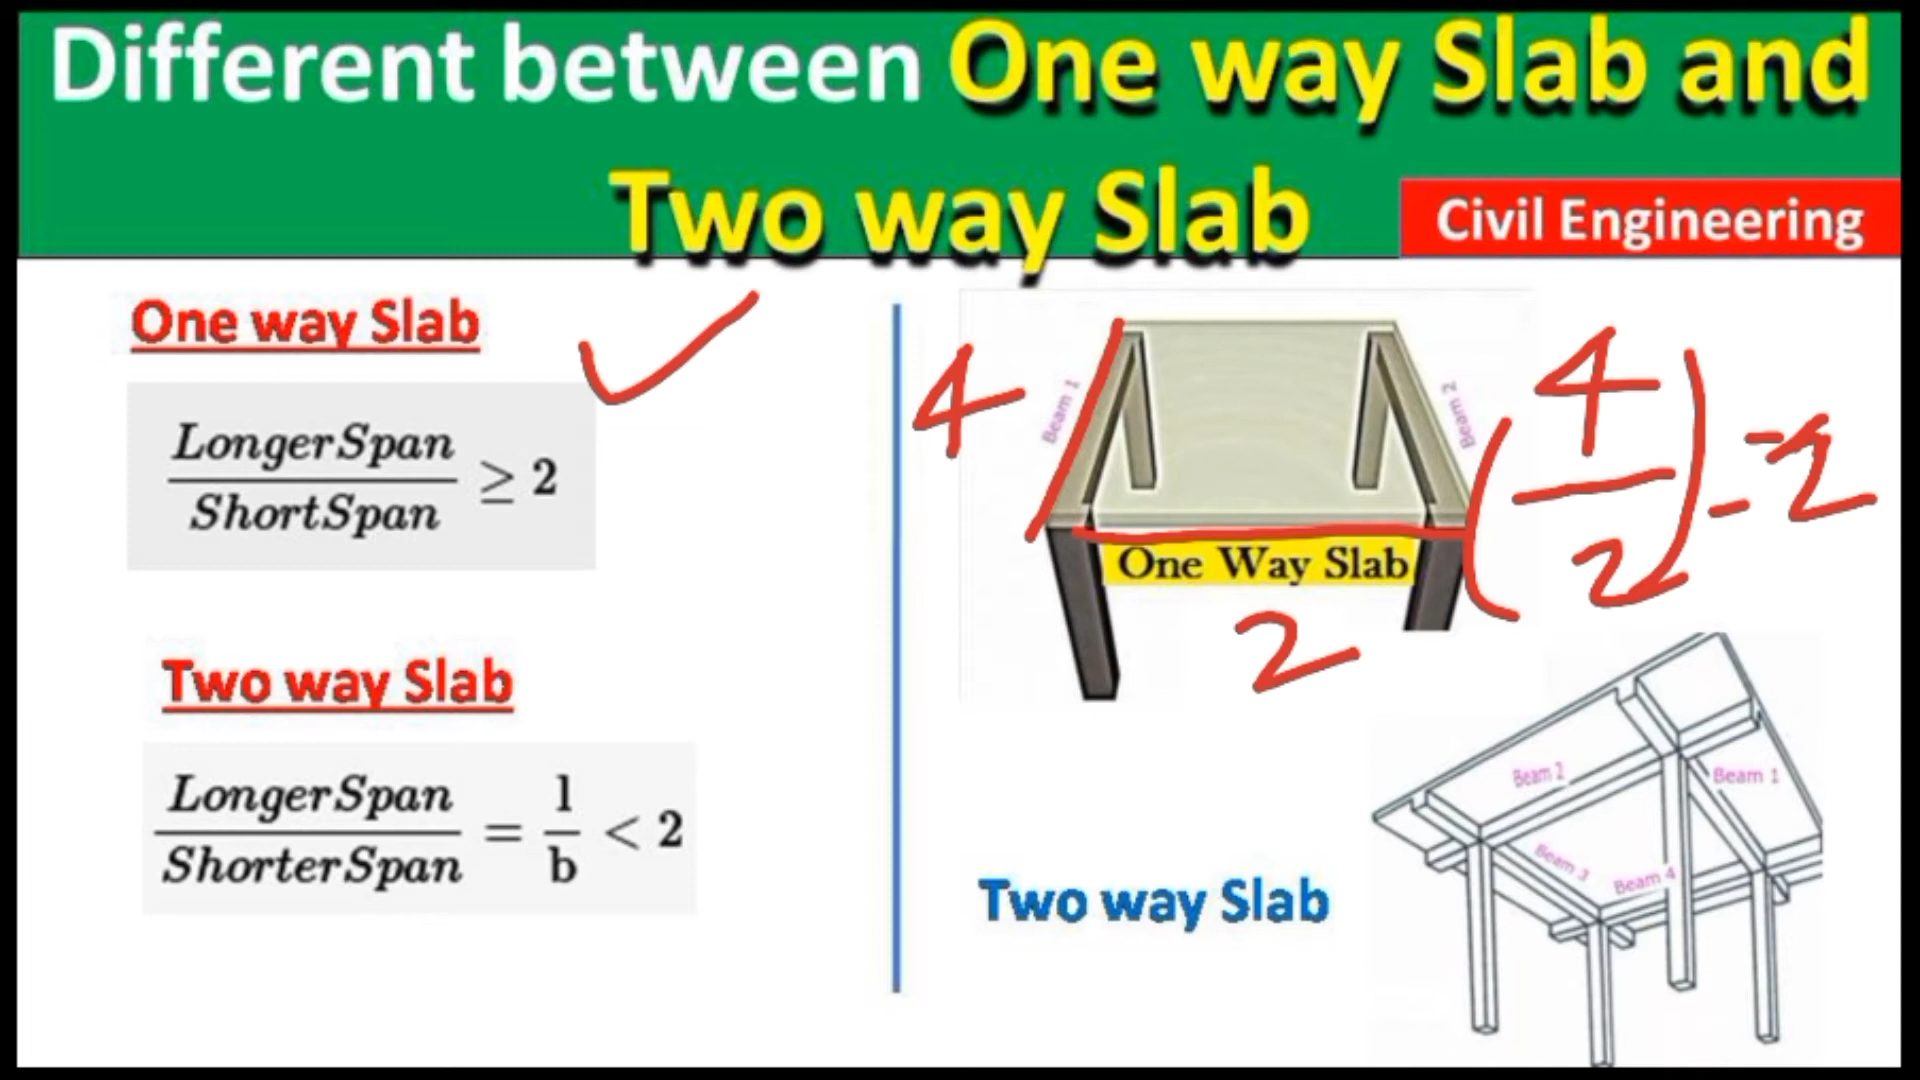 Different between One way Slab and
Two way Slab
Civil Engineering
One way Slab
LongerSpan
ShortSpan
≥ 2
Two way Slab
LongerSpan
ShorterSpan
= l
b
< 2
4
Beam 1
Beam 2
One Way Slab
2
(4
2) = 2
Two way Slab
Beam 2
Beam 1
Beam 3
Beam 4